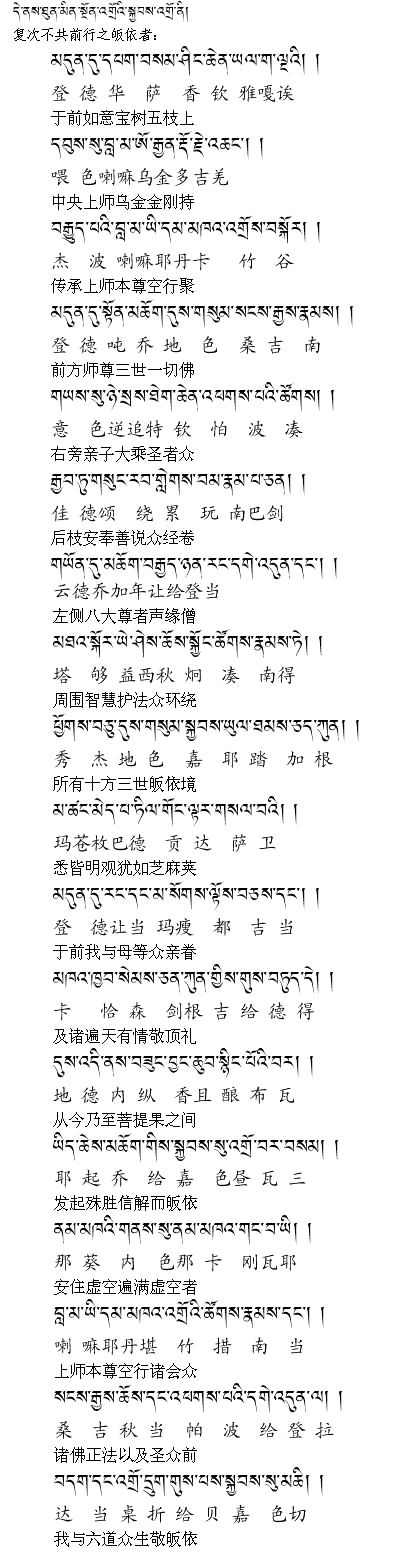 དེ་ནས་ཐུན་མིན་སྔོན་འགྲོའི་སྐྱབས་འགྲོ་ནི།
复次不共前行之皈依者：
མདུན་དུ་དཔག་བསམ་ཤིང་ཆེན་ཡལ་ག་ལྔའི། །
登 德 华 萨 香 钦 雅嘎诶
于前如意宝树五枝上
དབུས་སུ་བླ་མ་ཨོ་རྒྱན་རྡོ་རྗེ་འཆང་། །
喂 色喇嘛乌金多吉羌
中央上师乌金金刚持
བརྒྱུད་པའི་བླ་མ་ཡི་དམ་མཁའ་འགྲོས་བསྐོར། །
杰 波 喇嘛耶丹卡 竹 谷
传承上师本尊空行聚
མདུན་དུ་སྟོན་མཆོག་དུས་གསུམ་སངས་རྒྱས་རྣམས། །
登 德 吨 乔 地 色 桑 吉 南
前方师尊三世一切佛
གཡས་སུ་ཉེ་སྲས་ཐེག་ཆེན་འཕགས་པའི་ཚོགས། །
意 色逆追特 钦 怕 波 凑
右旁亲子大乘圣者众
རྒྱབ་ཏུ་གསུང་རབ་གླེགས་བམ་རྣམ་པ་ཅན། །
佳 德颂 绕 累 玩 南巴剑
后枝安奉善说众经卷
གཡོན་དུ་མཆོག་བརྒྱད་ཉན་རང་དགེ་འདུན་དང་། །
云德乔加年让给登当
左侧八大尊者声缘僧
མཐའ་སྐོར་ཡེ་ཤེས་ཆོས་སྐྱོང་ཚོགས་རྣམས་ཏེ། །
塔 够 益西秋 炯 凑 南得
周围智慧护法众环绕
ཕྱོགས་བཅུ་དུས་གསུམ་སྐྱབས་ཡུལ་ཐམས་ཅད་ཀུན། །
秀 杰 地 色 嘉 耶 踏 加 根
所有十方三世皈依境
མ་ཚང་མེད་པ་ཏིལ་གོང་ལྟར་གསལ་བའི། །
玛苍枚巴德 贡 达 萨 卫
悉皆明观犹如芝麻荚
མདུན་དུ་རང་དང་མ་སོགས་ལྟོས་བཅས་དང་། །
登 德让当 玛瘦 都 吉 当
于前我与母等众亲眷
མཁའ་ཁྱབ་སེམས་ཅན་ཀུན་གྱིས་གུས་བཏུད་དེ། །
卡 恰 森 剑根 吉 给 德 得
及诸遍天有情敬顶礼
དུས་འདི་ནས་བཟུང་བྱང་ཆུབ་སྙིང་པོའི་བར། །
地 德 内 纵 香且 酿 布 瓦
从今乃至菩提果之间
ཡིད་ཆེས་མཆོག་གིས་སྐྱབས་སུ་འགྲོ་བར་བསམ། །
耶 起 乔 给 嘉 色昼 瓦 三
发起殊胜信解而皈依
ནམ་མཁའི་གནས་སུ་ནམ་མཁའ་གང་བ་ཡི། །
那 葵 内 色那 卡 刚瓦耶
安住虚空遍满虚空者
བླ་མ་ཡི་དམ་མཁའ་འགྲོའི་ཚོགས་རྣམས་དང་། །
喇 嘛耶丹堪 竹 措 南 当
上师本尊空行诸会众
སངས་རྒྱས་ཆོས་དང་འཕགས་པའི་དགེ་འདུན་ལ། །
桑 吉 秋 当 帕 波 给 登 拉
诸佛正法以及圣众前
བདག་དང་འགྲོ་དྲུག་གུས་པས་སྐྱབས་སུ་མཆི། །
达 当 桌 折 给 贝 嘉 色切
我与六道众生敬皈依